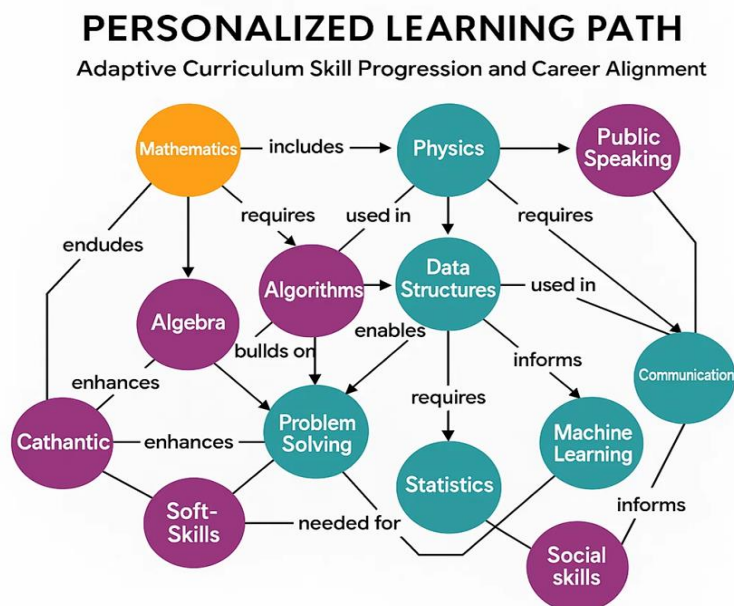 PERSONALIZED LEARNING PATH
Adaptive Curriculum Skill Progression and Career Alignment
Mathematics
includes
Physics
Public
Speaking
requires
used in
requires
endudes
Algorithms
Data
Structures
used in
Algebra
builds on
enables
informs
Communication
enhances
requires
Cathantic
enhances
Problem
Solving
Machine
Learning
Statistics
Soft-
Skills
needed for
informs
Social
skills